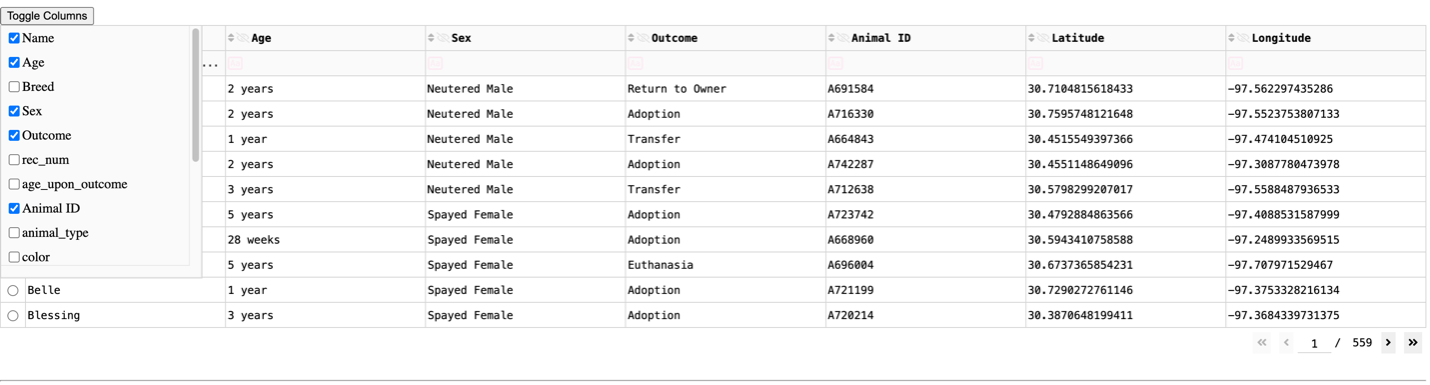 Toggle Columns
Name
Age
Breed
Sex
Outcome
rec_num
age_upon_outcome
Animal ID
animal_type
color
Age Sex Outcome Animal ID Latitude Longitude
...
2 years Neutered Male Return to Owner A691584 30.7104815618433 -97.562297435286
2 years Neutered Male Adoption A716330 30.7595748121648 -97.5523753807133
1 year Neutered Male Transfer A664843 30.4515549397366 -97.474104510925
2 years Neutered Male Adoption A742287 30.4551148649096 -97.3087780473978
3 years Neutered Male Transfer A712638 30.5798299207017 -97.5588487936533
5 years Spayed Female Adoption A723742 30.4792884863566 -97.4088531587999
28 weeks Spayed Female Adoption A668960 30.5943410758588 -97.2489933569515
5 years Spayed Female Euthanasia A696004 30.6737365854231 -97.707971529467
Belle 1 year Spayed Female Adoption A721199 30.7290272761146 -97.3753328216134
Blessing 3 years Spayed Female Adoption A720214 30.3870648199411 -97.3684339731375
1 / 559